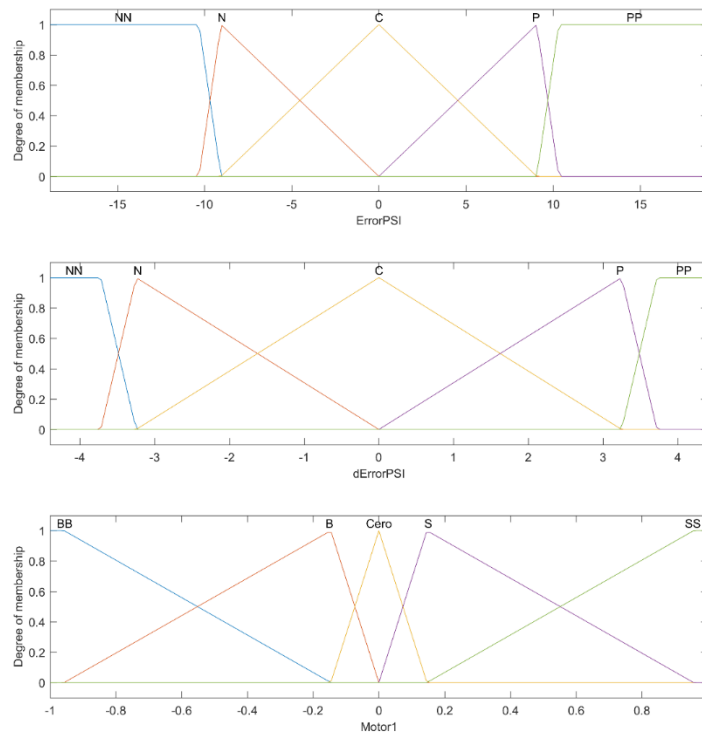 NN N C P PP
1
0.8
0.6
0.4
0.2
0
Degree of membership
-15 -10 -5 0 5 10 15
ErrorPSI
NN N C P PP
1
0.8
0.6
0.4
0.2
0
Degree of membership
-4 -3 -2 -1 0 1 2 3 4
dErrorPSI
BB B Cero S SS
1
0.8
0.6
0.4
0.2
0
Degree of membership
-1 -0.8 -0.6 -0.4 -0.2 0 0.2 0.4 0.6 0.8
Motor1